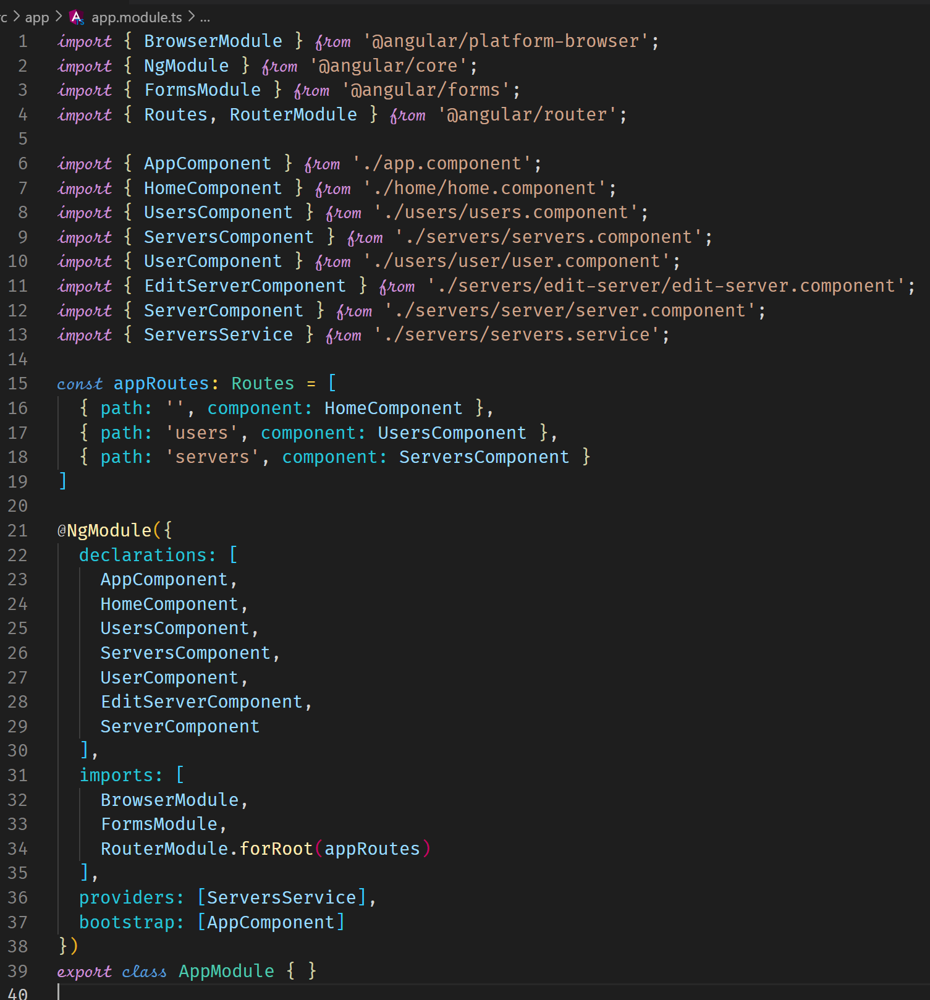 rc > app > app.module.ts > ...
1 import { BrowserModule } from '@angular/platform-browser';
2 import { NgModule } from '@angular/core';
3 import { FormsModule } from '@angular/forms';
4 import { Routes, RouterModule } from '@angular/router';
5
6 import { AppComponent } from './app.component';
7 import { HomeComponent } from './home/home.component';
8 import { UsersComponent } from './users/users.component';
9 import { ServersComponent } from './servers/servers.component';
10 import { UserComponent } from './users/user/user.component';
11 import { EditServerComponent } from './servers/edit-server/edit-server.component';
12 import { ServerComponent } from './servers/server/server.component';
13 import { ServersService } from './servers/servers.service';
14
15 const appRoutes: Routes = [
16   { path: '', component: HomeComponent },
17   { path: 'users', component: UsersComponent },
18   { path: 'servers', component: ServersComponent }
19 ]
20
21 @NgModule({
22   declarations: [
23     AppComponent,
24     HomeComponent,
25     UsersComponent,
26     ServersComponent,
27     UserComponent,
28     EditServerComponent,
29     ServerComponent
30   ],
31   imports: [
32     BrowserModule,
33     FormsModule,
34     RouterModule.forRoot(appRoutes)
35   ],
36   providers: [ServersService],
37   bootstrap: [AppComponent]
38 })
39 export class AppModule { }
40